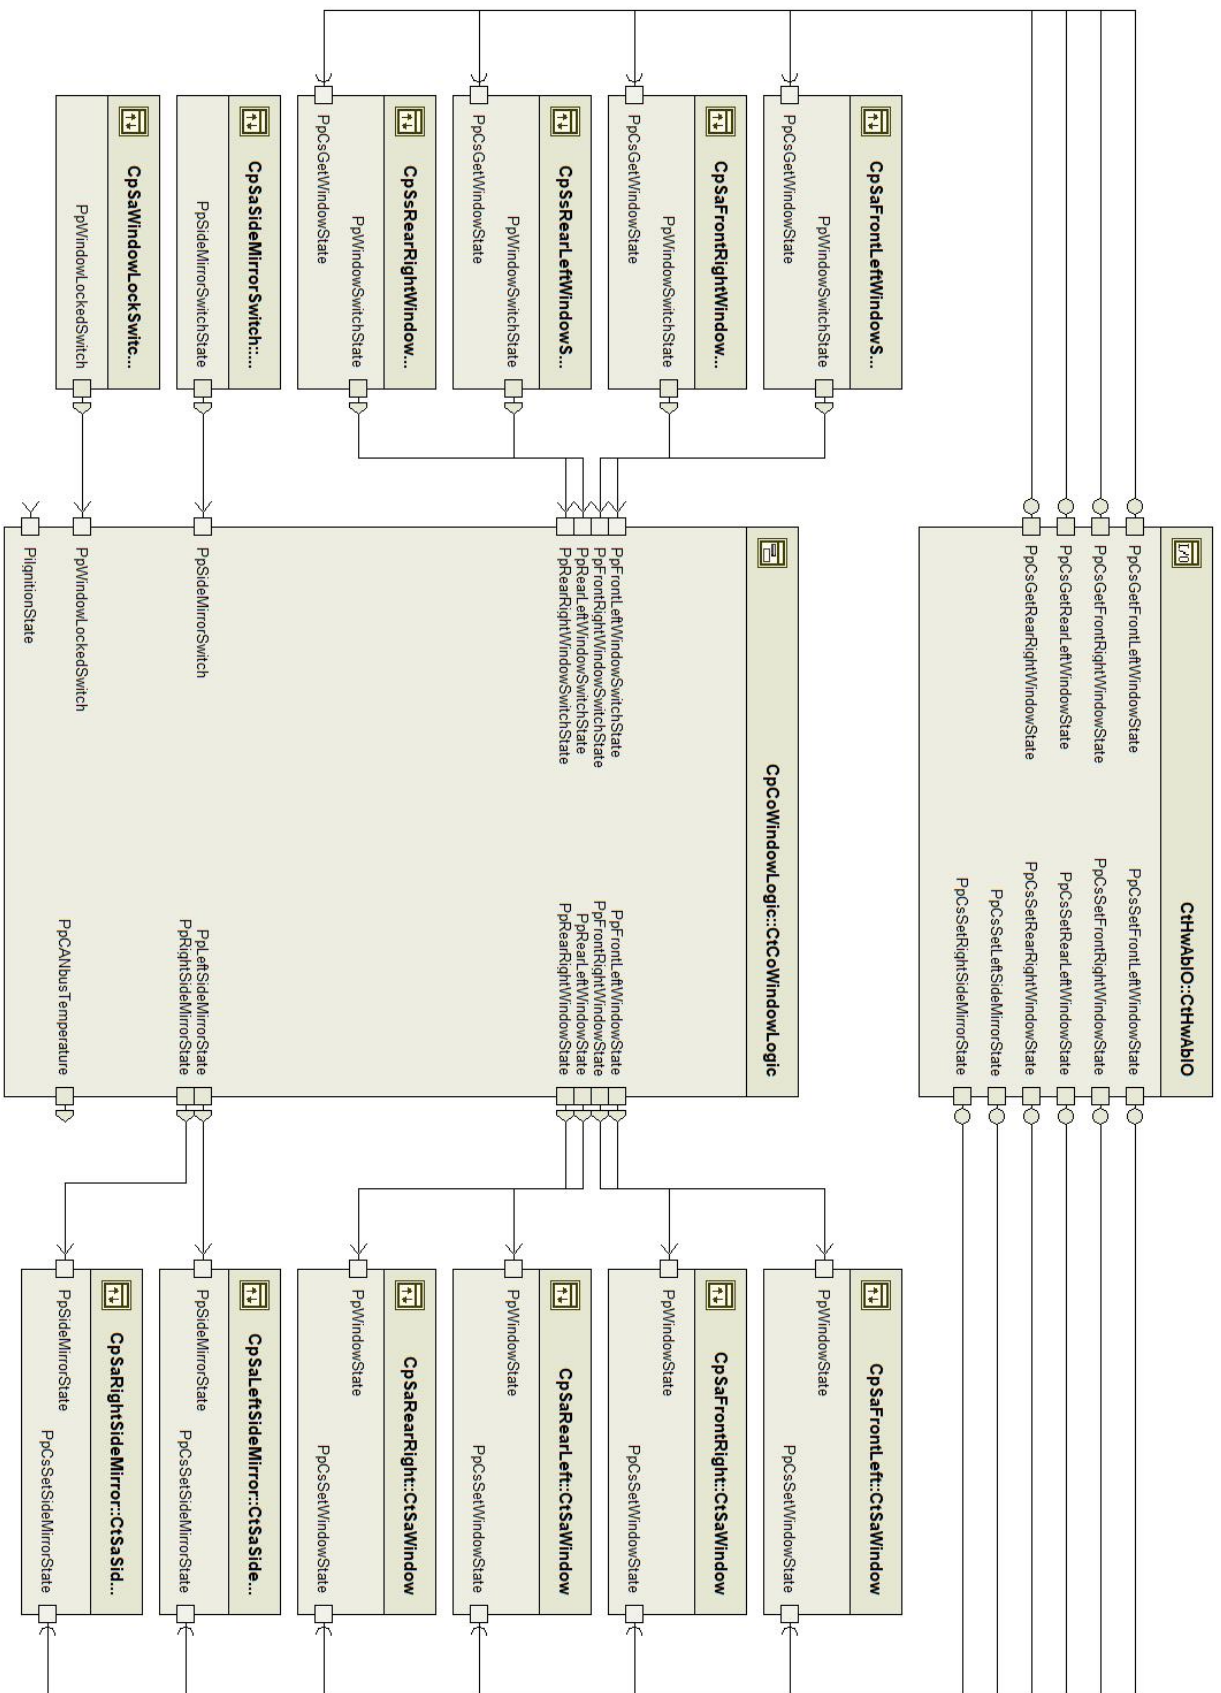 CtHwAbIO::CtHwAbIO
I/O
PpCsGetFrontLeftWindowState
PpCsSetFrontLeftWindowState
PpCsGetFrontRightWindowState
PpCsSetFrontRightWindowState
PpCsGetRearLeftWindowState
PpCsSetRearLeftWindowState
PpCsGetRearRightWindowState
PpCsSetRearRightWindowState
PpCsSetLeftSideMirrorState
PpCsSetRightSideMirrorState
CpSaFrontLeftWindowS...
PpWindowSwitchState
PpCsGetWindowState
CpSaFrontRightWindow...
PpWindowSwitchState
PpCsGetWindowState
CpSsRearLeftWindowS...
PpWindowSwitchState
PpCsGetWindowState
CpSsRearRightWindow...
PpWindowSwitchState
PpCsGetWindowState
CpSaSideMirrorSwitch::...
PpSideMirrorSwitchState
CpSaWindowLockSwitc...
PpWindowLockedSwitch
CpCoWindowLogic::CtCoWindowLogic
PpFrontLeftWindowSwitchState
PpFrontRightWindowSwitchState
PpRearLeftWindowSwitchState
PpRearRightWindowSwitchState
PpSideMirrorSwitch
PpWindowLockedSwitch
PiIgnitionState
PpFrontLeftWindowState
PpFrontRightWindowState
PpRearLeftWindowState
PpRearRightWindowState
PpLeftSideMirrorState
PpRightSideMirrorState
PpCANbusTemperature
CpSaFrontLeft::CtSaWindow
PpWindowState
PpCsSetWindowState
CpSaFrontRight::CtSaWindow
PpWindowState
PpCsSetWindowState
CpSaRearLeft::CtSaWindow
PpWindowState
PpCsSetWindowState
CpSaRearRight::CtSaWindow
PpWindowState
PpCsSetWindowState
CpSaLeftSideMirror::CtSaSide...
PpSideMirrorState
PpCsSetSideMirrorState
CpSaRightSideMirror::CtSaSid...
PpSideMirrorState
PpCsSetSideMirrorState